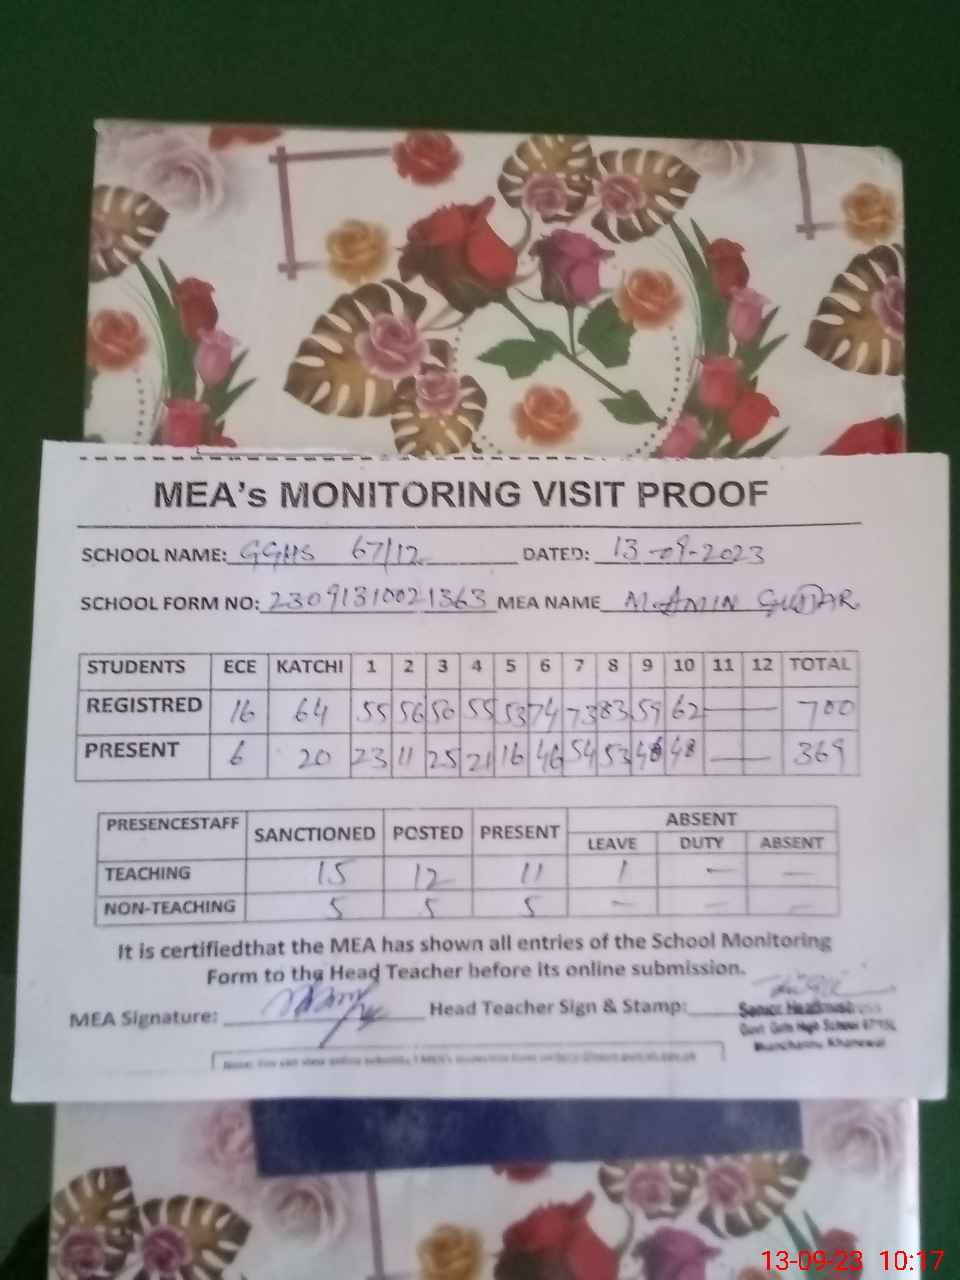 MEA's MONITORING VISIT PROOF
SCHOOL NAME: GGHS 67/12 DATED: 13-09-2023
SCHOOL FORM NO: 23091310021363 MEA NAME M. AMIN GUJJAR
STUDENTS ECE KATCHI 1 2 3 4 5 6 7 8 9 10 11 12 TOTAL
REGISTRED 16 64 55 56 50 55 53 74 73 83 59 62 — — 700
PRESENT 6 20 23 11 25 21 16 46 54 53 46 48 — — 369
PRESENCESTAFF SANCTIONED POSTED PRESENT ABSENT
LEAVE DUTY ABSENT
TEACHING 15 12 11 1 — —
NON-TEACHING 5 5 5 — — —
It is certifiedthat the MEA has shown all entries of the School Monitoring
Form to the Head Teacher before its online submission.
MEA Signature: Head Teacher Sign & Stamp:
Senior Headmistress
Govt Girls High School
Khanewal
13-09-23 10:17